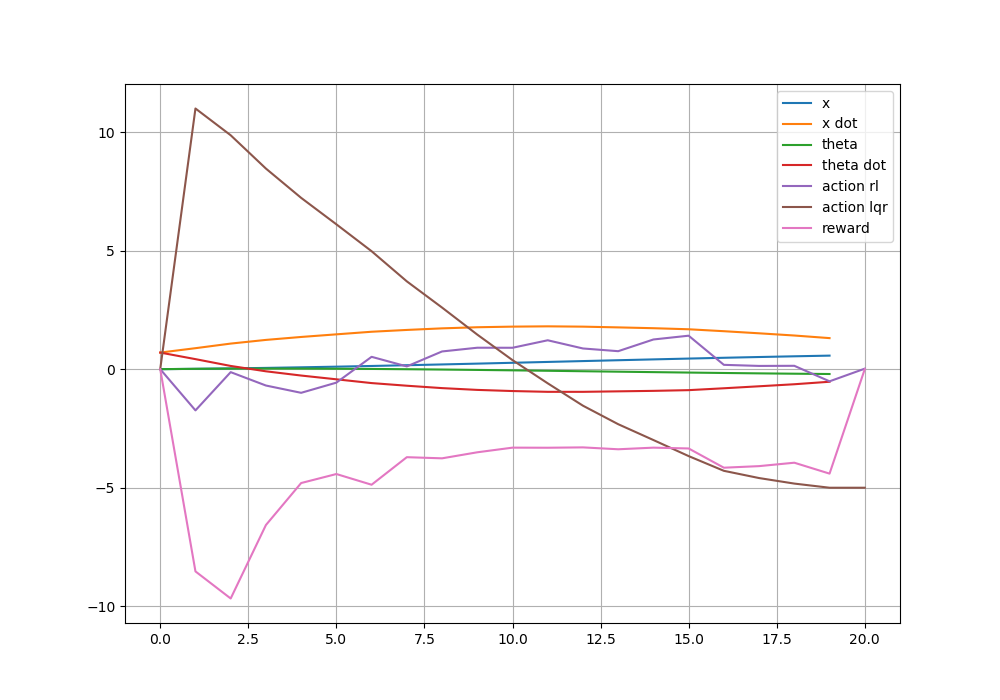 10
5
0
−5
−10
0.0 2.5 5.0 7.5 10.0 12.5 15.0 17.5 20.0
x
x dot
theta
theta dot
action rl
action lqr
reward